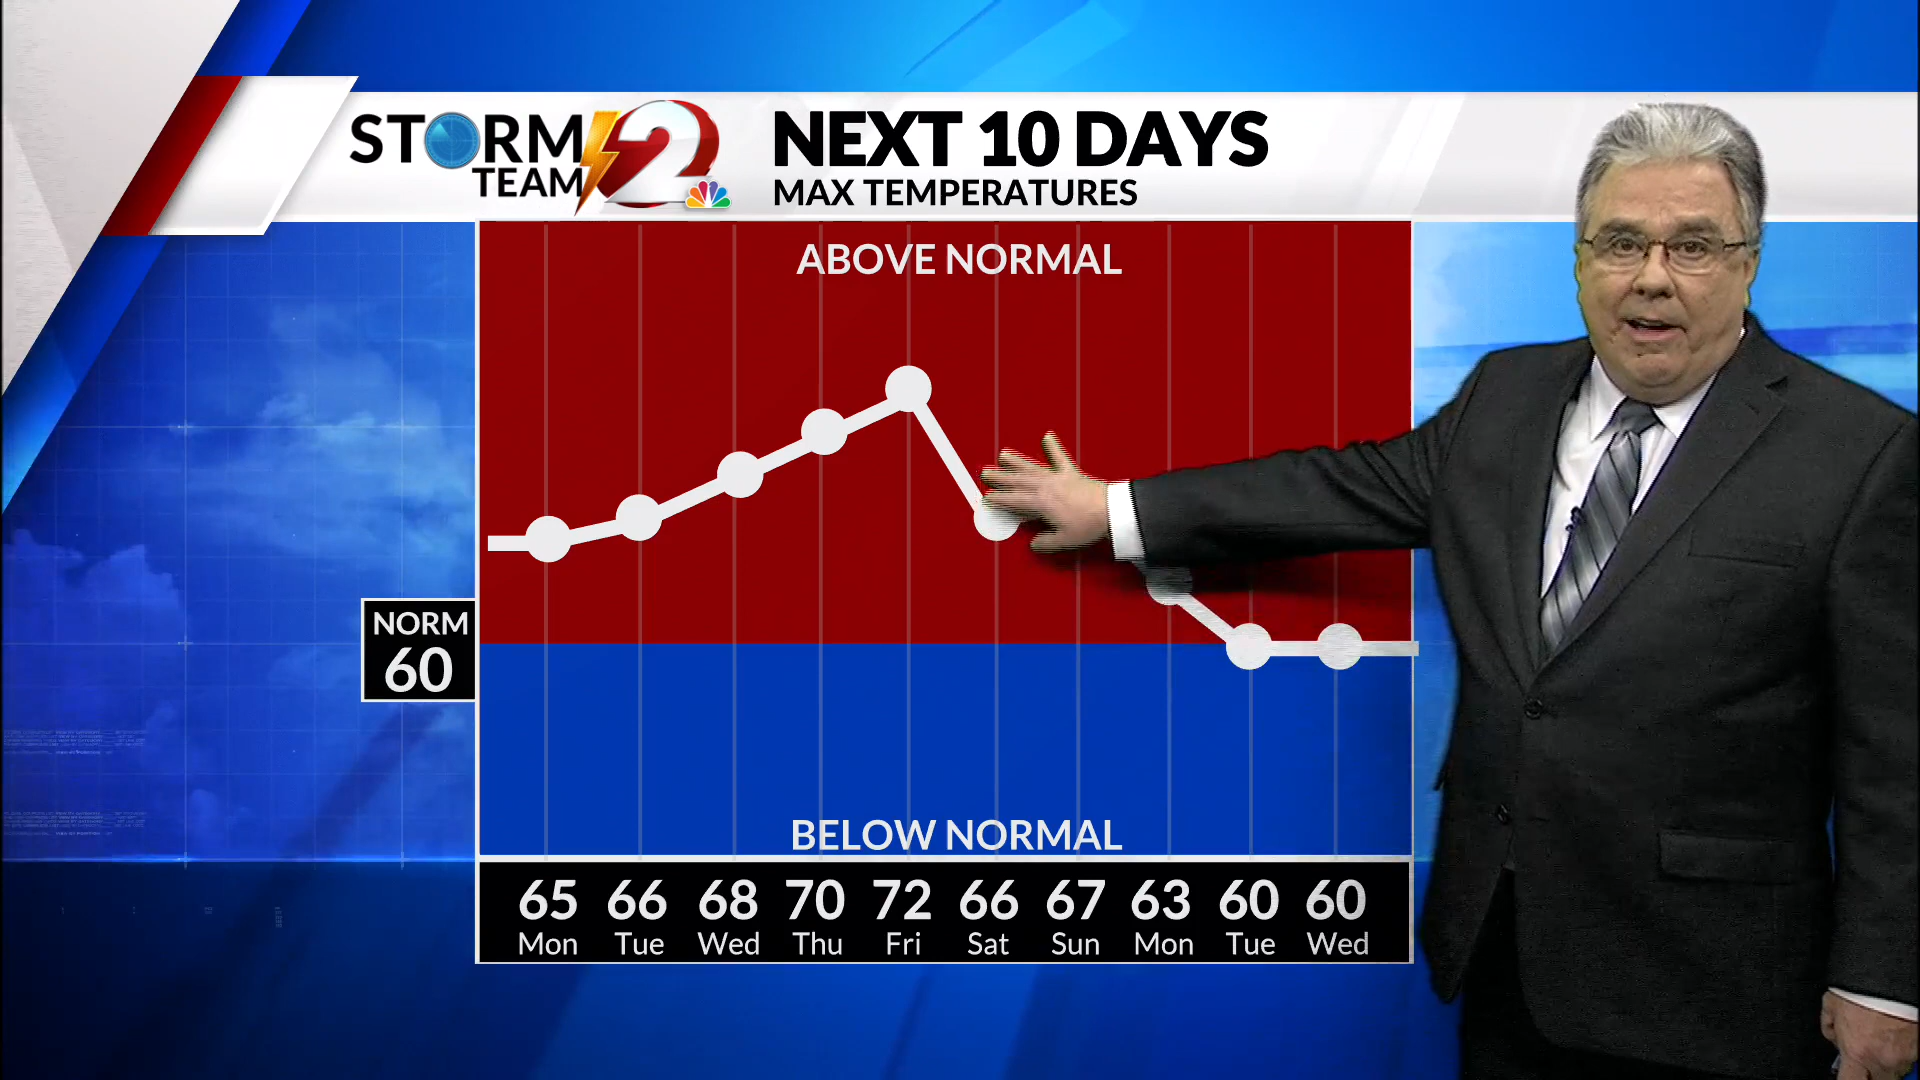 STORM
TEAM
2
NEXT 10 DAYS
MAX TEMPERATURES
ABOVE NORMAL
NORM
60
BELOW NORMAL
65 66 68 70 72 66 67 63 60 60
Mon Tue Wed Thu Fri Sat Sun Mon Tue Wed